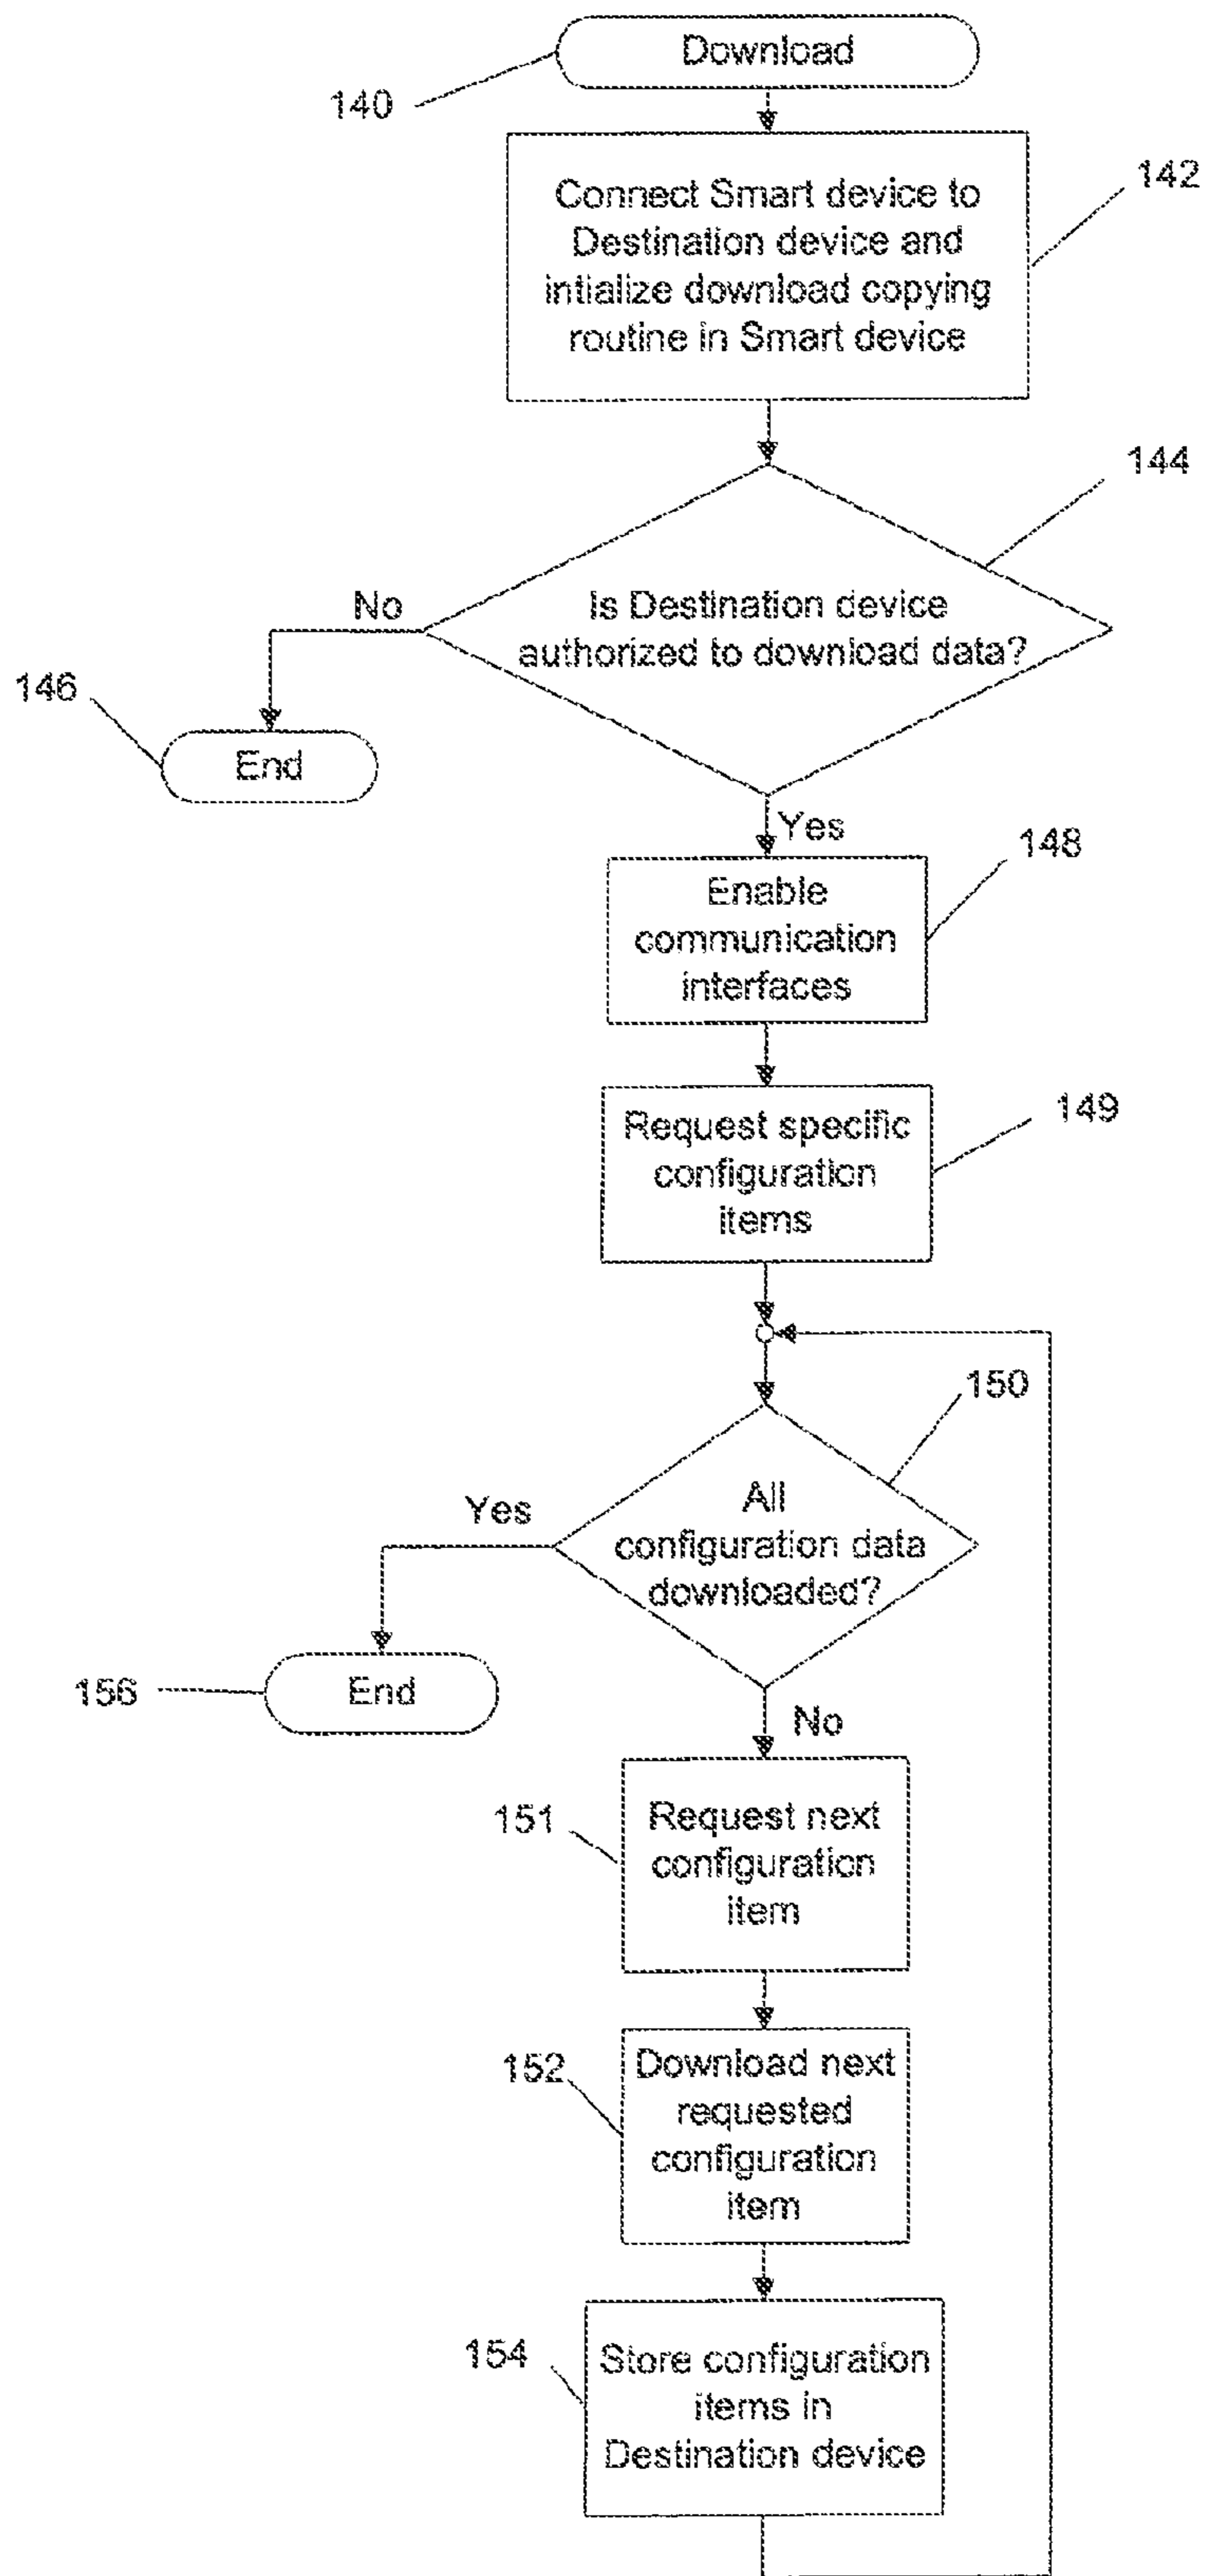 Download
140
Connect Smart device to
Destination device and
intialize download copying
routine in Smart device
142
144
Is Destination device
authorized to download data?
No
146
End
Yes
148
Enable
communication
interfaces
Request specific
configuration
items
149
150
All
configuration data
downloaded?
Yes
156
End
No
151
Request next
configuration
item
152
Download next
requested
configuration
item
154
Store configuration
items in
Destination device